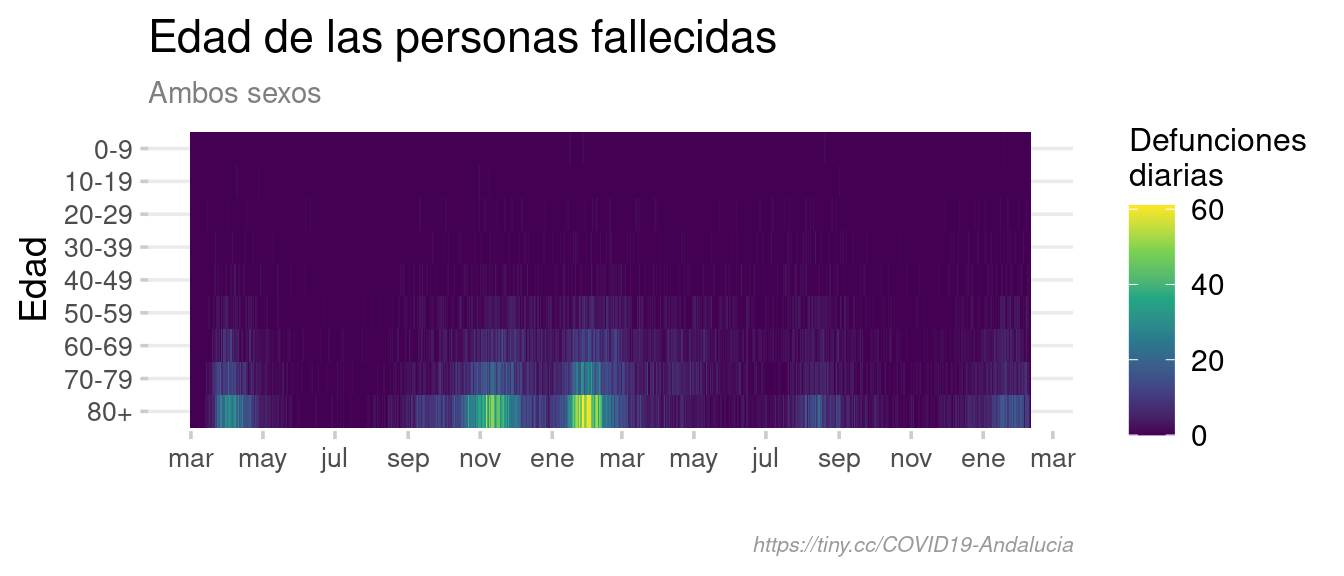 Edad de las personas fallecidas
Ambos sexos
Edad
0-9
10-19
20-29
30-39
40-49
50-59
60-69
70-79
80+
mar may jul sep nov ene mar may jul sep nov ene mar
Defunciones
diarias
60
40
20
0
https://tiny.cc/COVID19-Andalucia